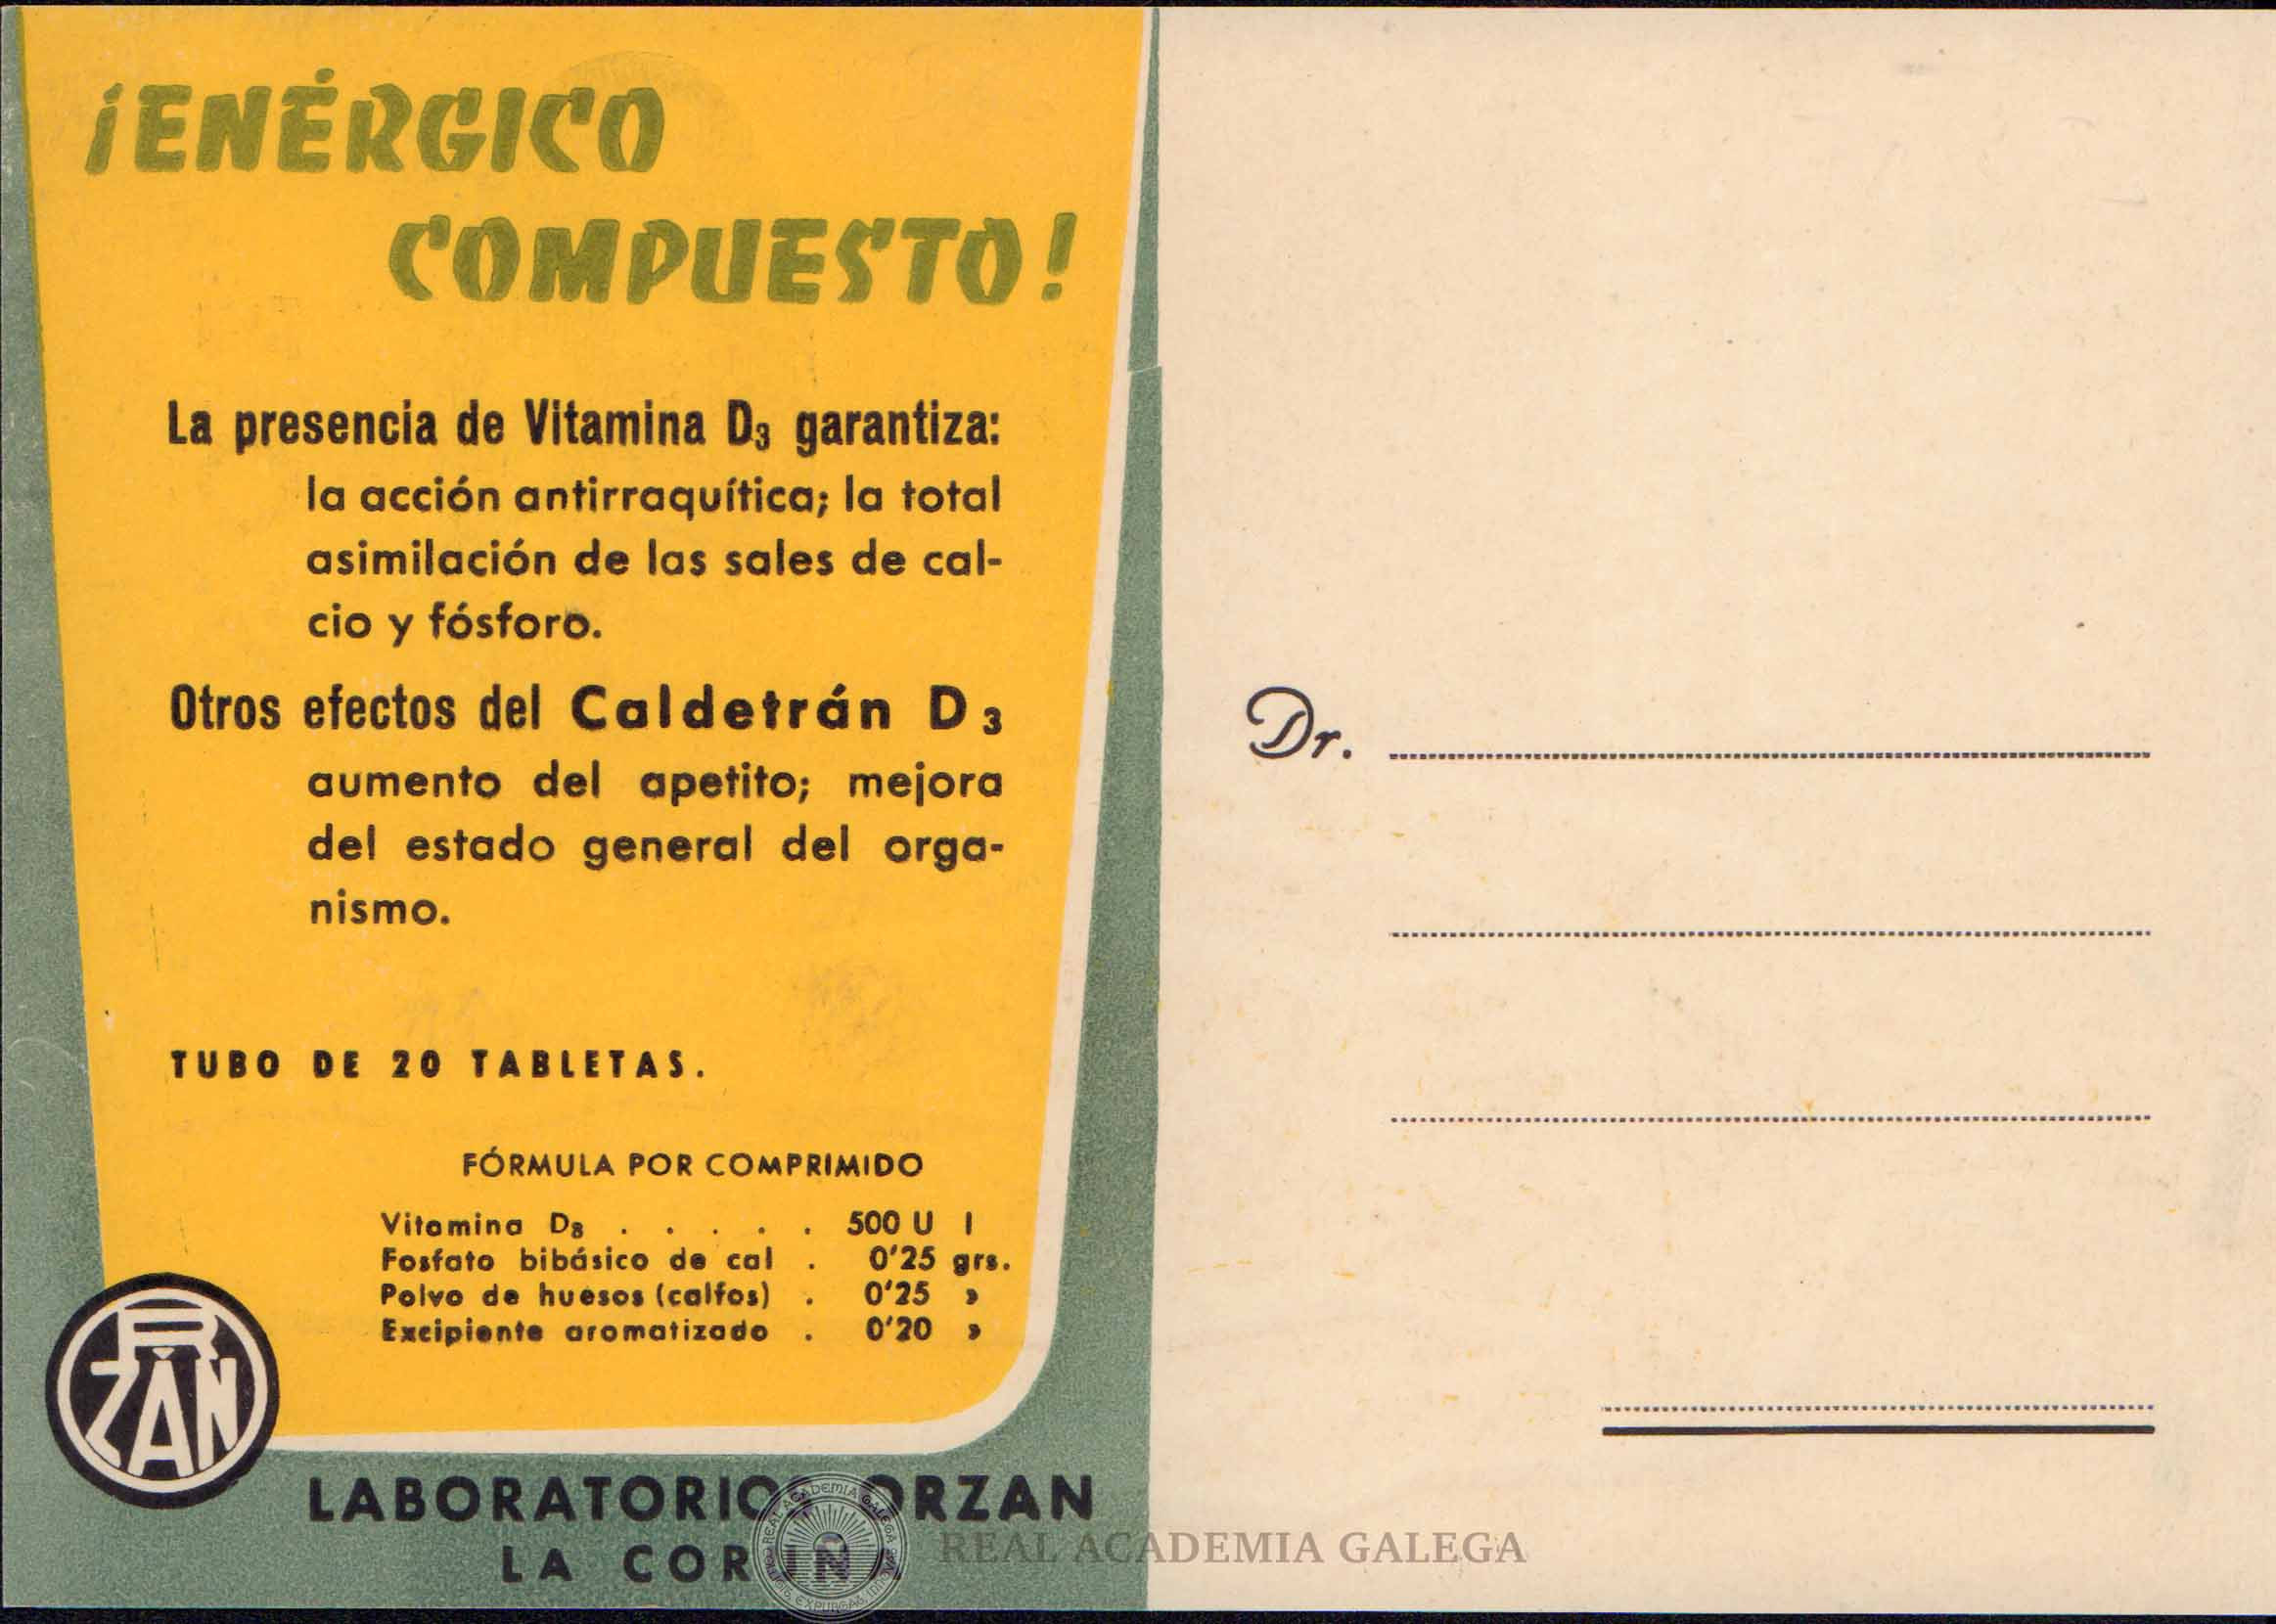 ¡ENÉRGICO
COMPUESTO!
La presencia de Vitamina D3 garantiza:
la acción antirraquítica; la total
asimilación de las sales de cal-
cio y fósforo.
Otros efectos del Caldetrán D3
aumento del apetito; mejora
del estado general del orga-
nismo.
TUBO DE 20 TABLETAS.
FÓRMULA POR COMPRIMIDO
Vitamina D3 . . . . . 500 U I
Fosfato bibásico de cal . 0'25 grs.
Polvo de huesos (calfos) . 0'25 »
Excipiente aromatizado . 0'20 »
ORZAN
LABORATORIOS ORZAN
LA CORUÑA
Dr.
REAL ACADEMIA GALEGA
REAL ACADEMIA GALEGA